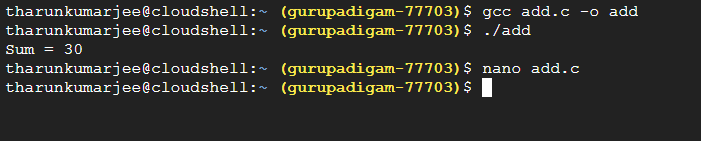 tharunkumarjee@cloudshell:~ (gurupadigam-77703)$ gcc add.c -o add
tharunkumarjee@cloudshell:~ (gurupadigam-77703)$ ./add
Sum = 30
tharunkumarjee@cloudshell:~ (gurupadigam-77703)$ nano add.c
tharunkumarjee@cloudshell:~ (gurupadigam-77703)$